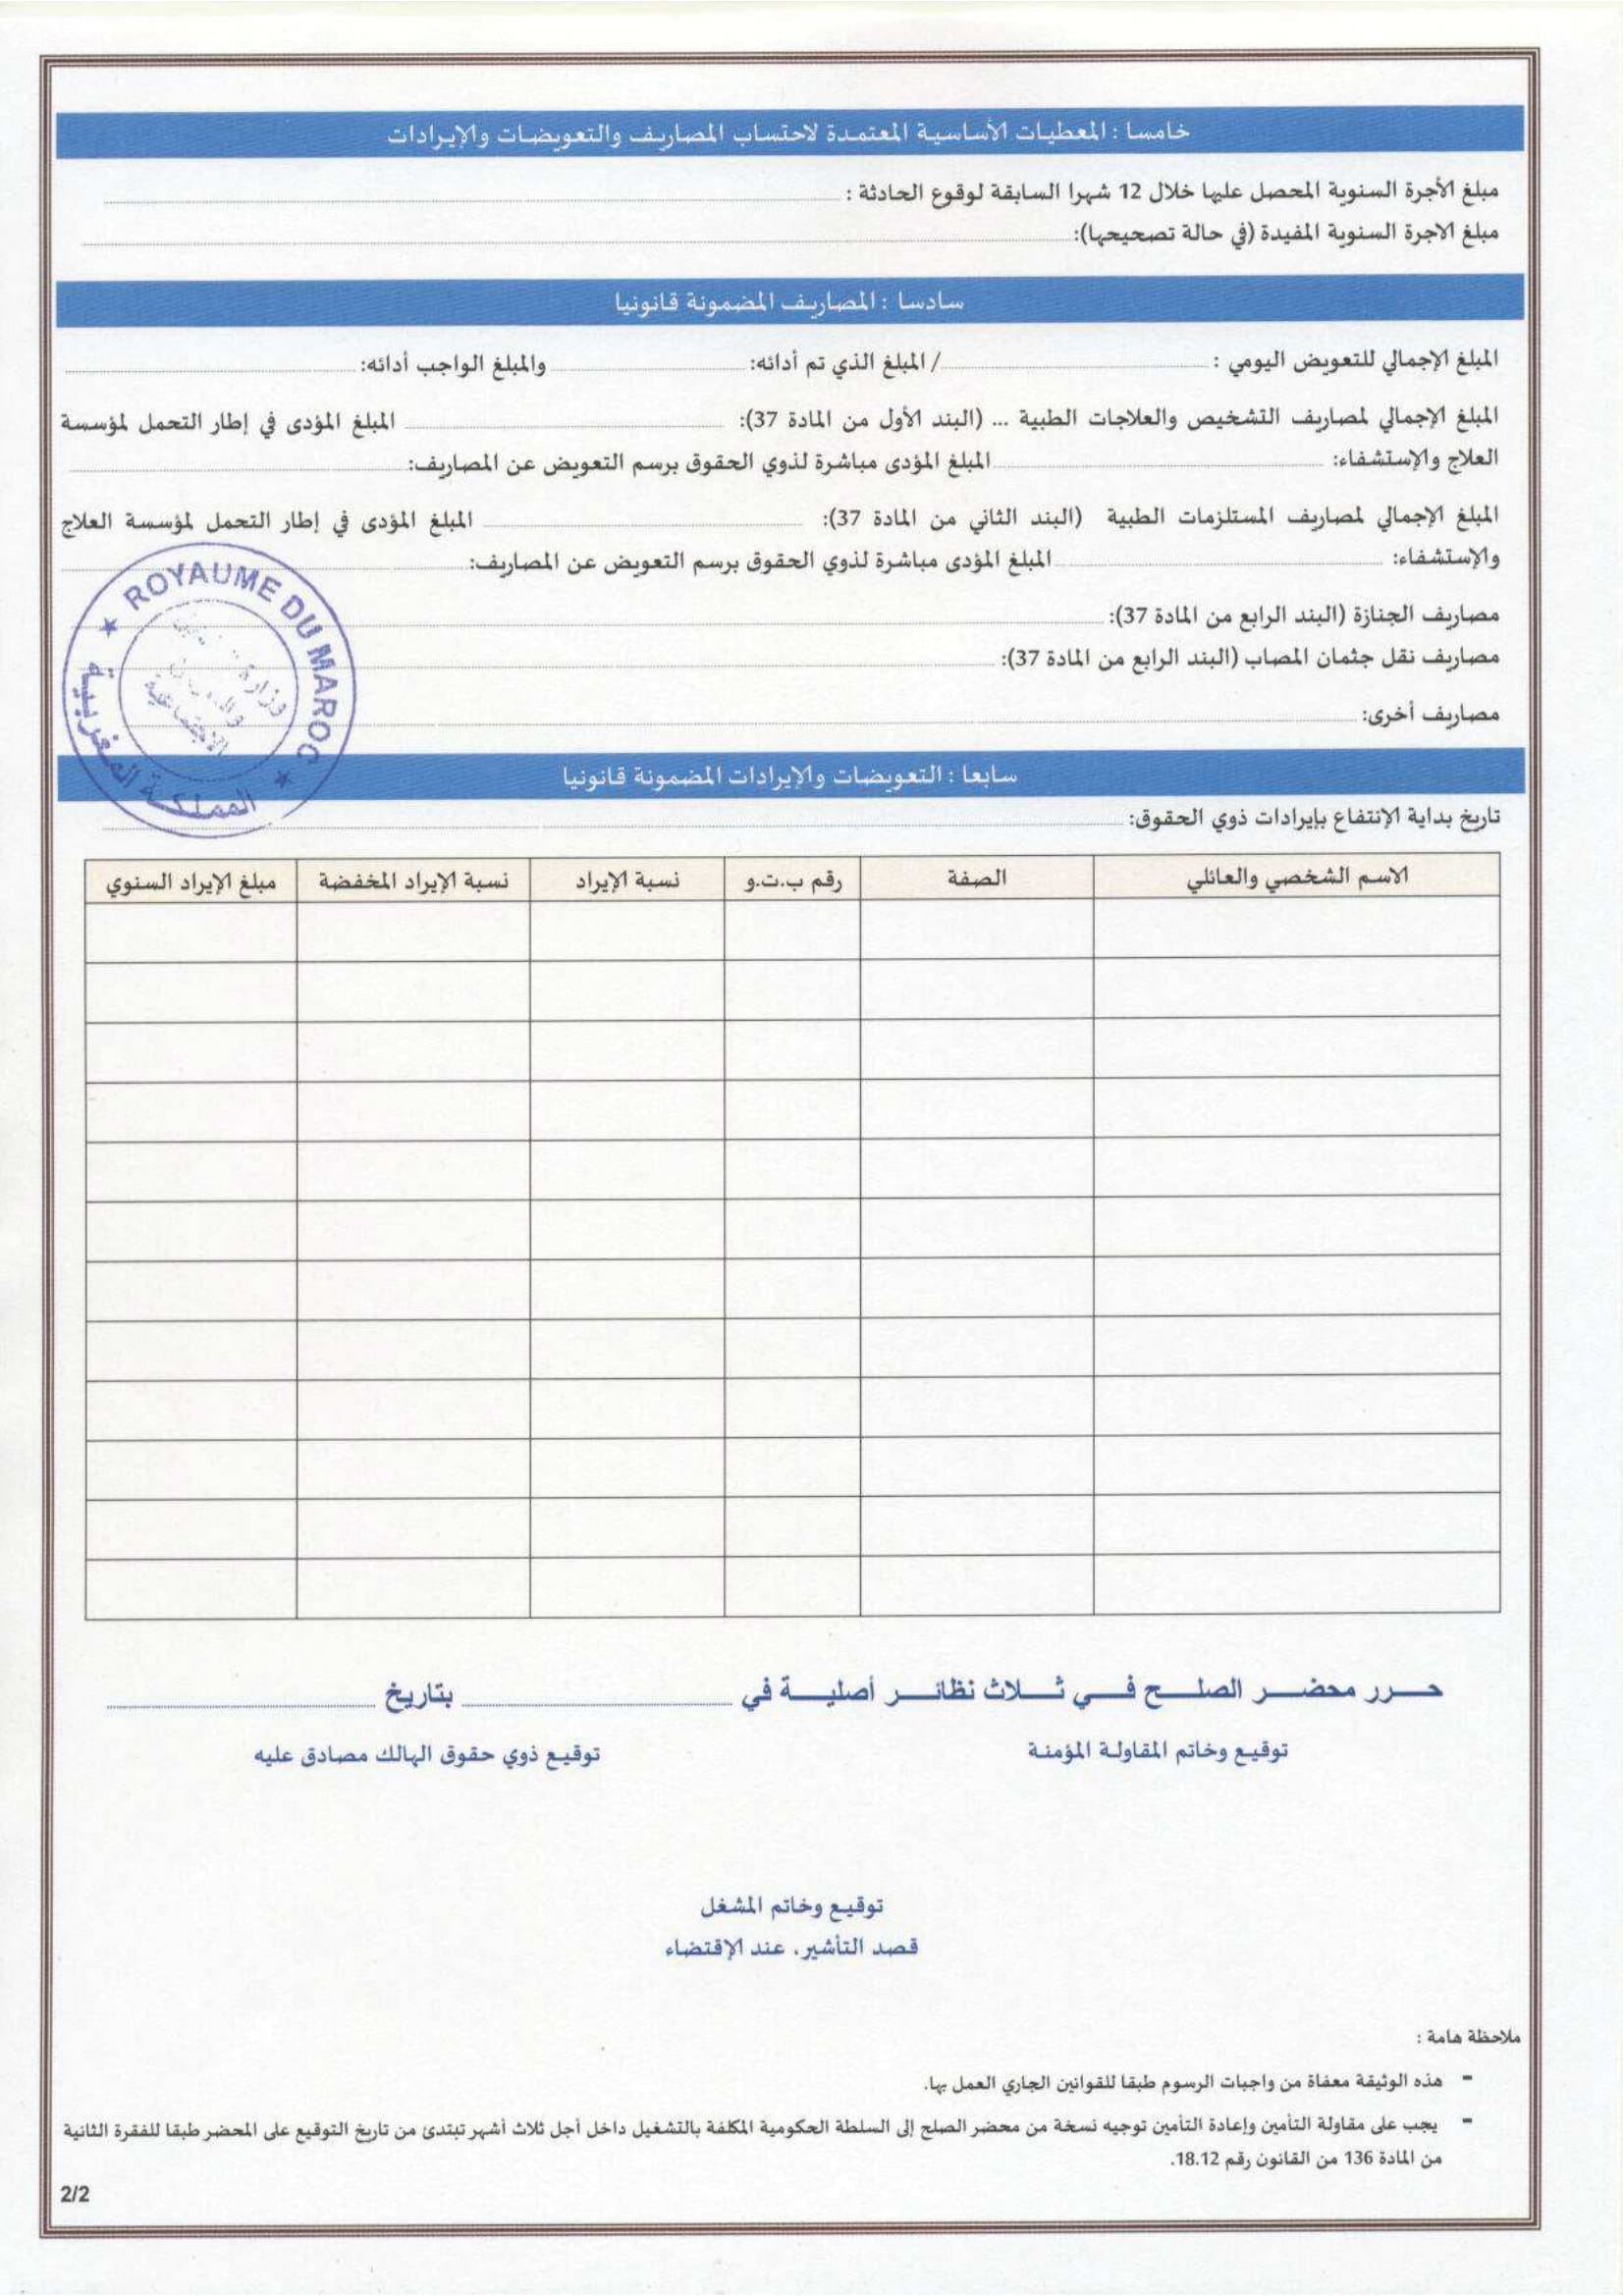 خامسا : المعطيات الأساسية المعتمدة لاحتساب المصاريف والتعويضات والإيرادات
مبلغ الأجرة السنوية المحصل عليها خلال 12 شهرا السابقة لوقوع الحادثة :
مبلغ الاجرة السنوية المفيدة (في حالة تصحيحها):
سادسا : المصاريف المضمونة قانونيا
المبلغ الإجمالي للتعويض اليومي : / المبلغ الذي تم أدائه: والمبلغ الواجب أدائه:
المبلغ الإجمالي لمصاريف التشخيص والعلاجات الطبية ... (البند الأول من المادة 37): المبلغ المؤدى في إطار التحمل لمؤسسة
العلاج والإستشفاء: المبلغ المؤدى مباشرة لذوي الحقوق برسم التعويض عن المصاريف:
المبلغ الإجمالي لمصاريف المستلزمات الطبية (البند الثاني من المادة 37): المبلغ المؤدى في إطار التحمل لمؤسسة العلاج
والإستشفاء: المبلغ المؤدى مباشرة لذوي الحقوق برسم التعويض عن المصاريف:
مصاريف الجنازة (البند الرابع من المادة 37):
مصاريف نقل جثمان المصاب (البند الرابع من المادة 37):
مصاريف أخرى:
ROYAUME DU MAROC
المملكة المغربية
وزارة
الاجتماعية
سابعا : التعويضات والإيرادات المضمونة قانونيا
تاريخ بداية الإنتفاع بإيرادات ذوي الحقوق:
الاسم الشخصي والعائلي الصفة رقم ب.ت.و نسبة الإيراد نسبة الإيراد المخفضة مبلغ الإيراد السنوي
حرر محضر الصلح في ثلاث نظائر أصلية في بتاريخ
توقيع وخاتم المقاولة المؤمنة توقيع ذوي حقوق الهالك مصادق عليه
توقيع وخاتم المشغل
قصد التأشير، عند الإقتضاء
ملاحظة هامة :
- هذه الوثيقة معفاة من واجبات الرسوم طبقا للقوانين الجاري العمل بها.
- يجب على مقاولة التأمين وإعادة التأمين توجيه نسخة من محضر الصلح إلى السلطة الحكومية المكلفة بالتشغيل داخل أجل ثلاث أشهر تبتدئ من تاريخ التوقيع على المحضر طبقا للفقرة الثانية
من المادة 136 من القانون رقم 18.12.
2/2